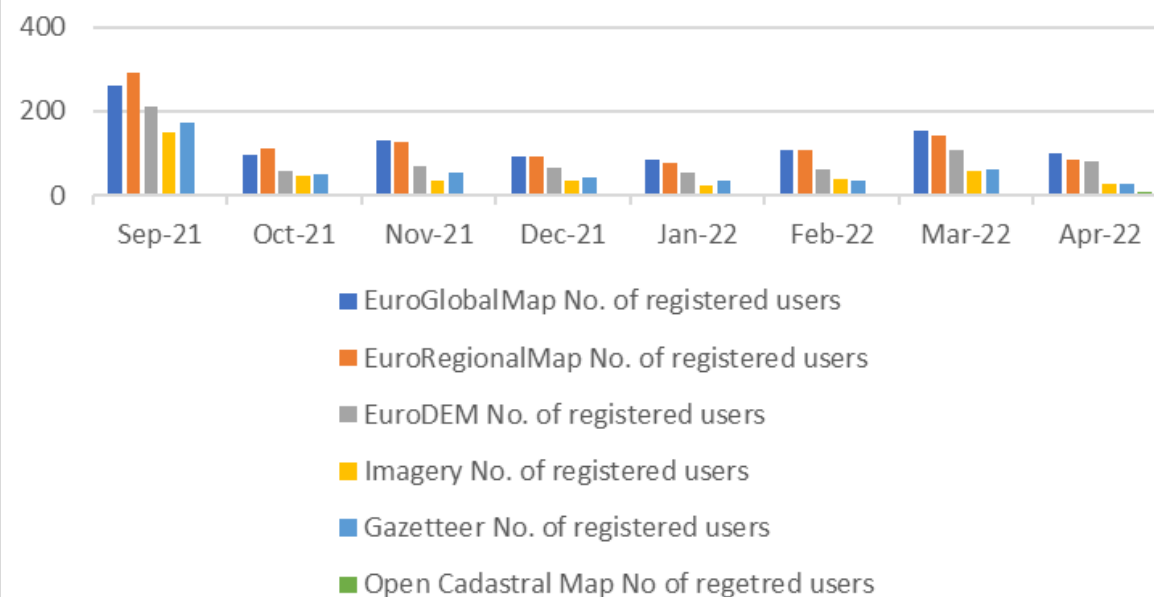 400
200
0
Sep-21 Oct-21 Nov-21 Dec-21 Jan-22 Feb-22 Mar-22 Apr-22
EuroGlobalMap No. of registered users
EuroRegionalMap No. of registered users
EuroDEM No. of registered users
Imagery No. of registered users
Gazetteer No. of registered users
Open Cadastral Map No of regetred users